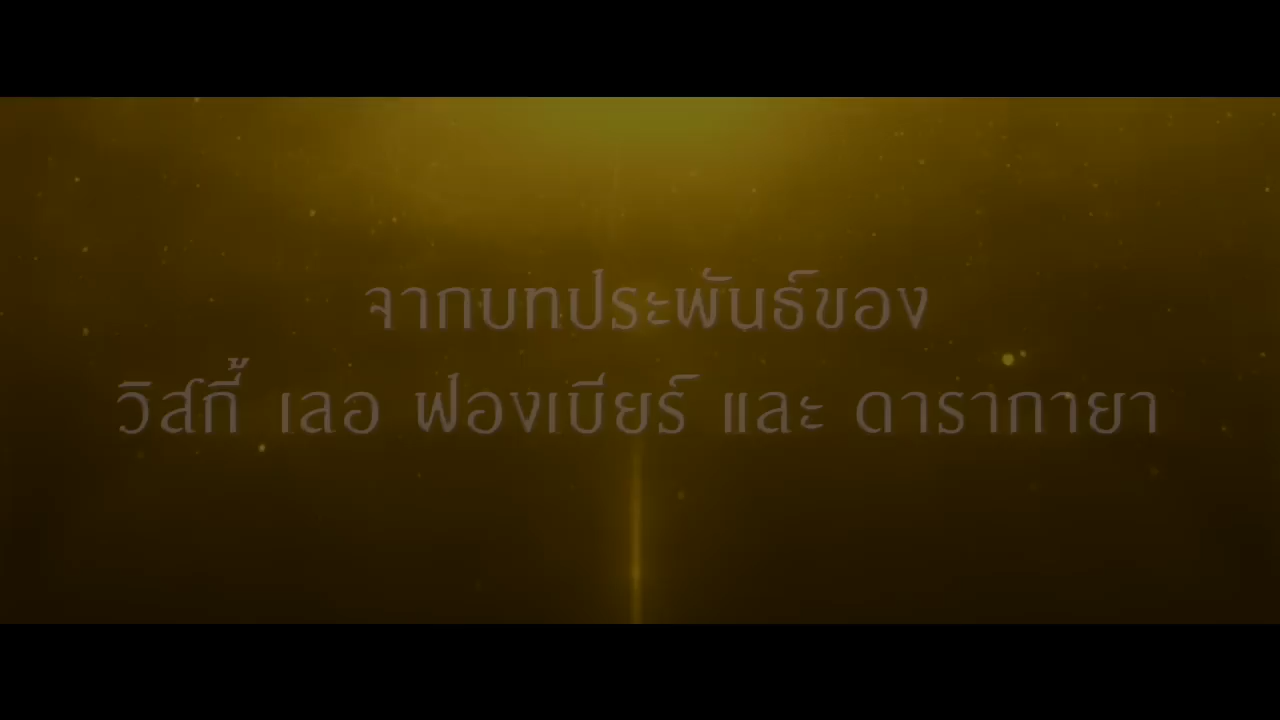 จากบทประพันธ์ของ
วิสกี้ เลอ ฟองเบียร์ และ ดารากายา